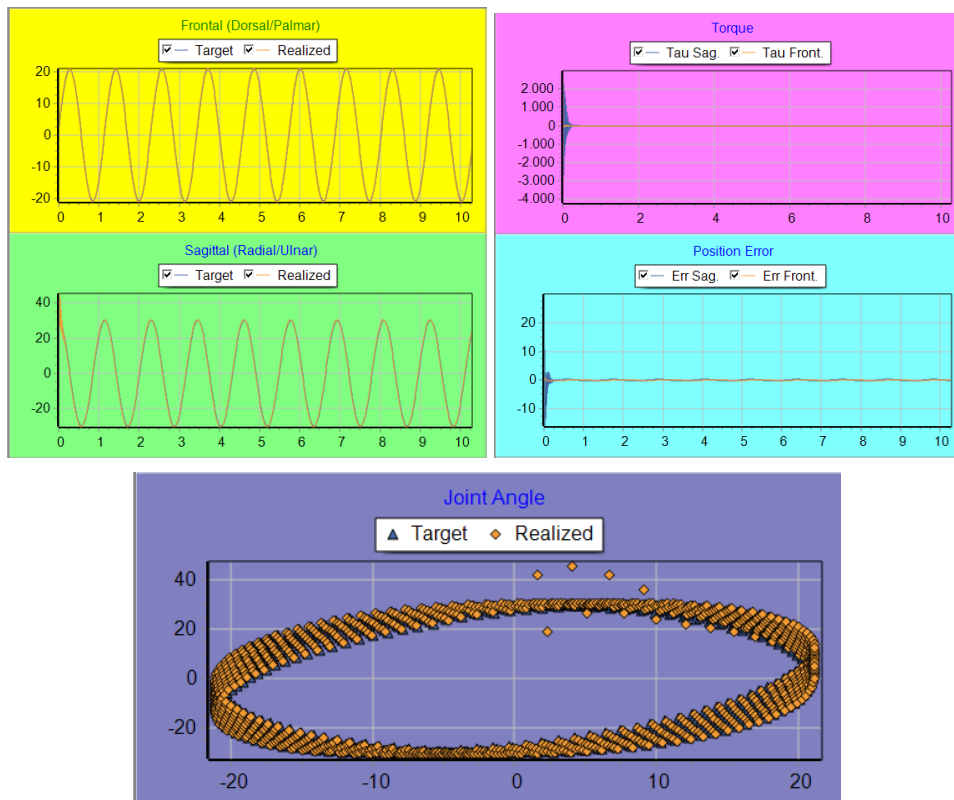 Frontal (Dorsal/Palmar)
Target Realized
20
10
0
-10
-20
0 1 2 3 4 5 6 7 8 9 10
Torque
Tau Sag. Tau Front.
2.000
1.000
0
-1.000
-2.000
-3.000
-4.000
0 2 4 6 8 10
Sagittal (Radial/Ulnar)
Target Realized
40
20
0
-20
0 1 2 3 4 5 6 7 8 9 10
Position Error
Err Sag. Err Front.
20
10
0
-10
0 1 2 3 4 5 6 7 8 9 10
Joint Angle
Target Realized
40
20
0
-20
-20 -10 0 10 20